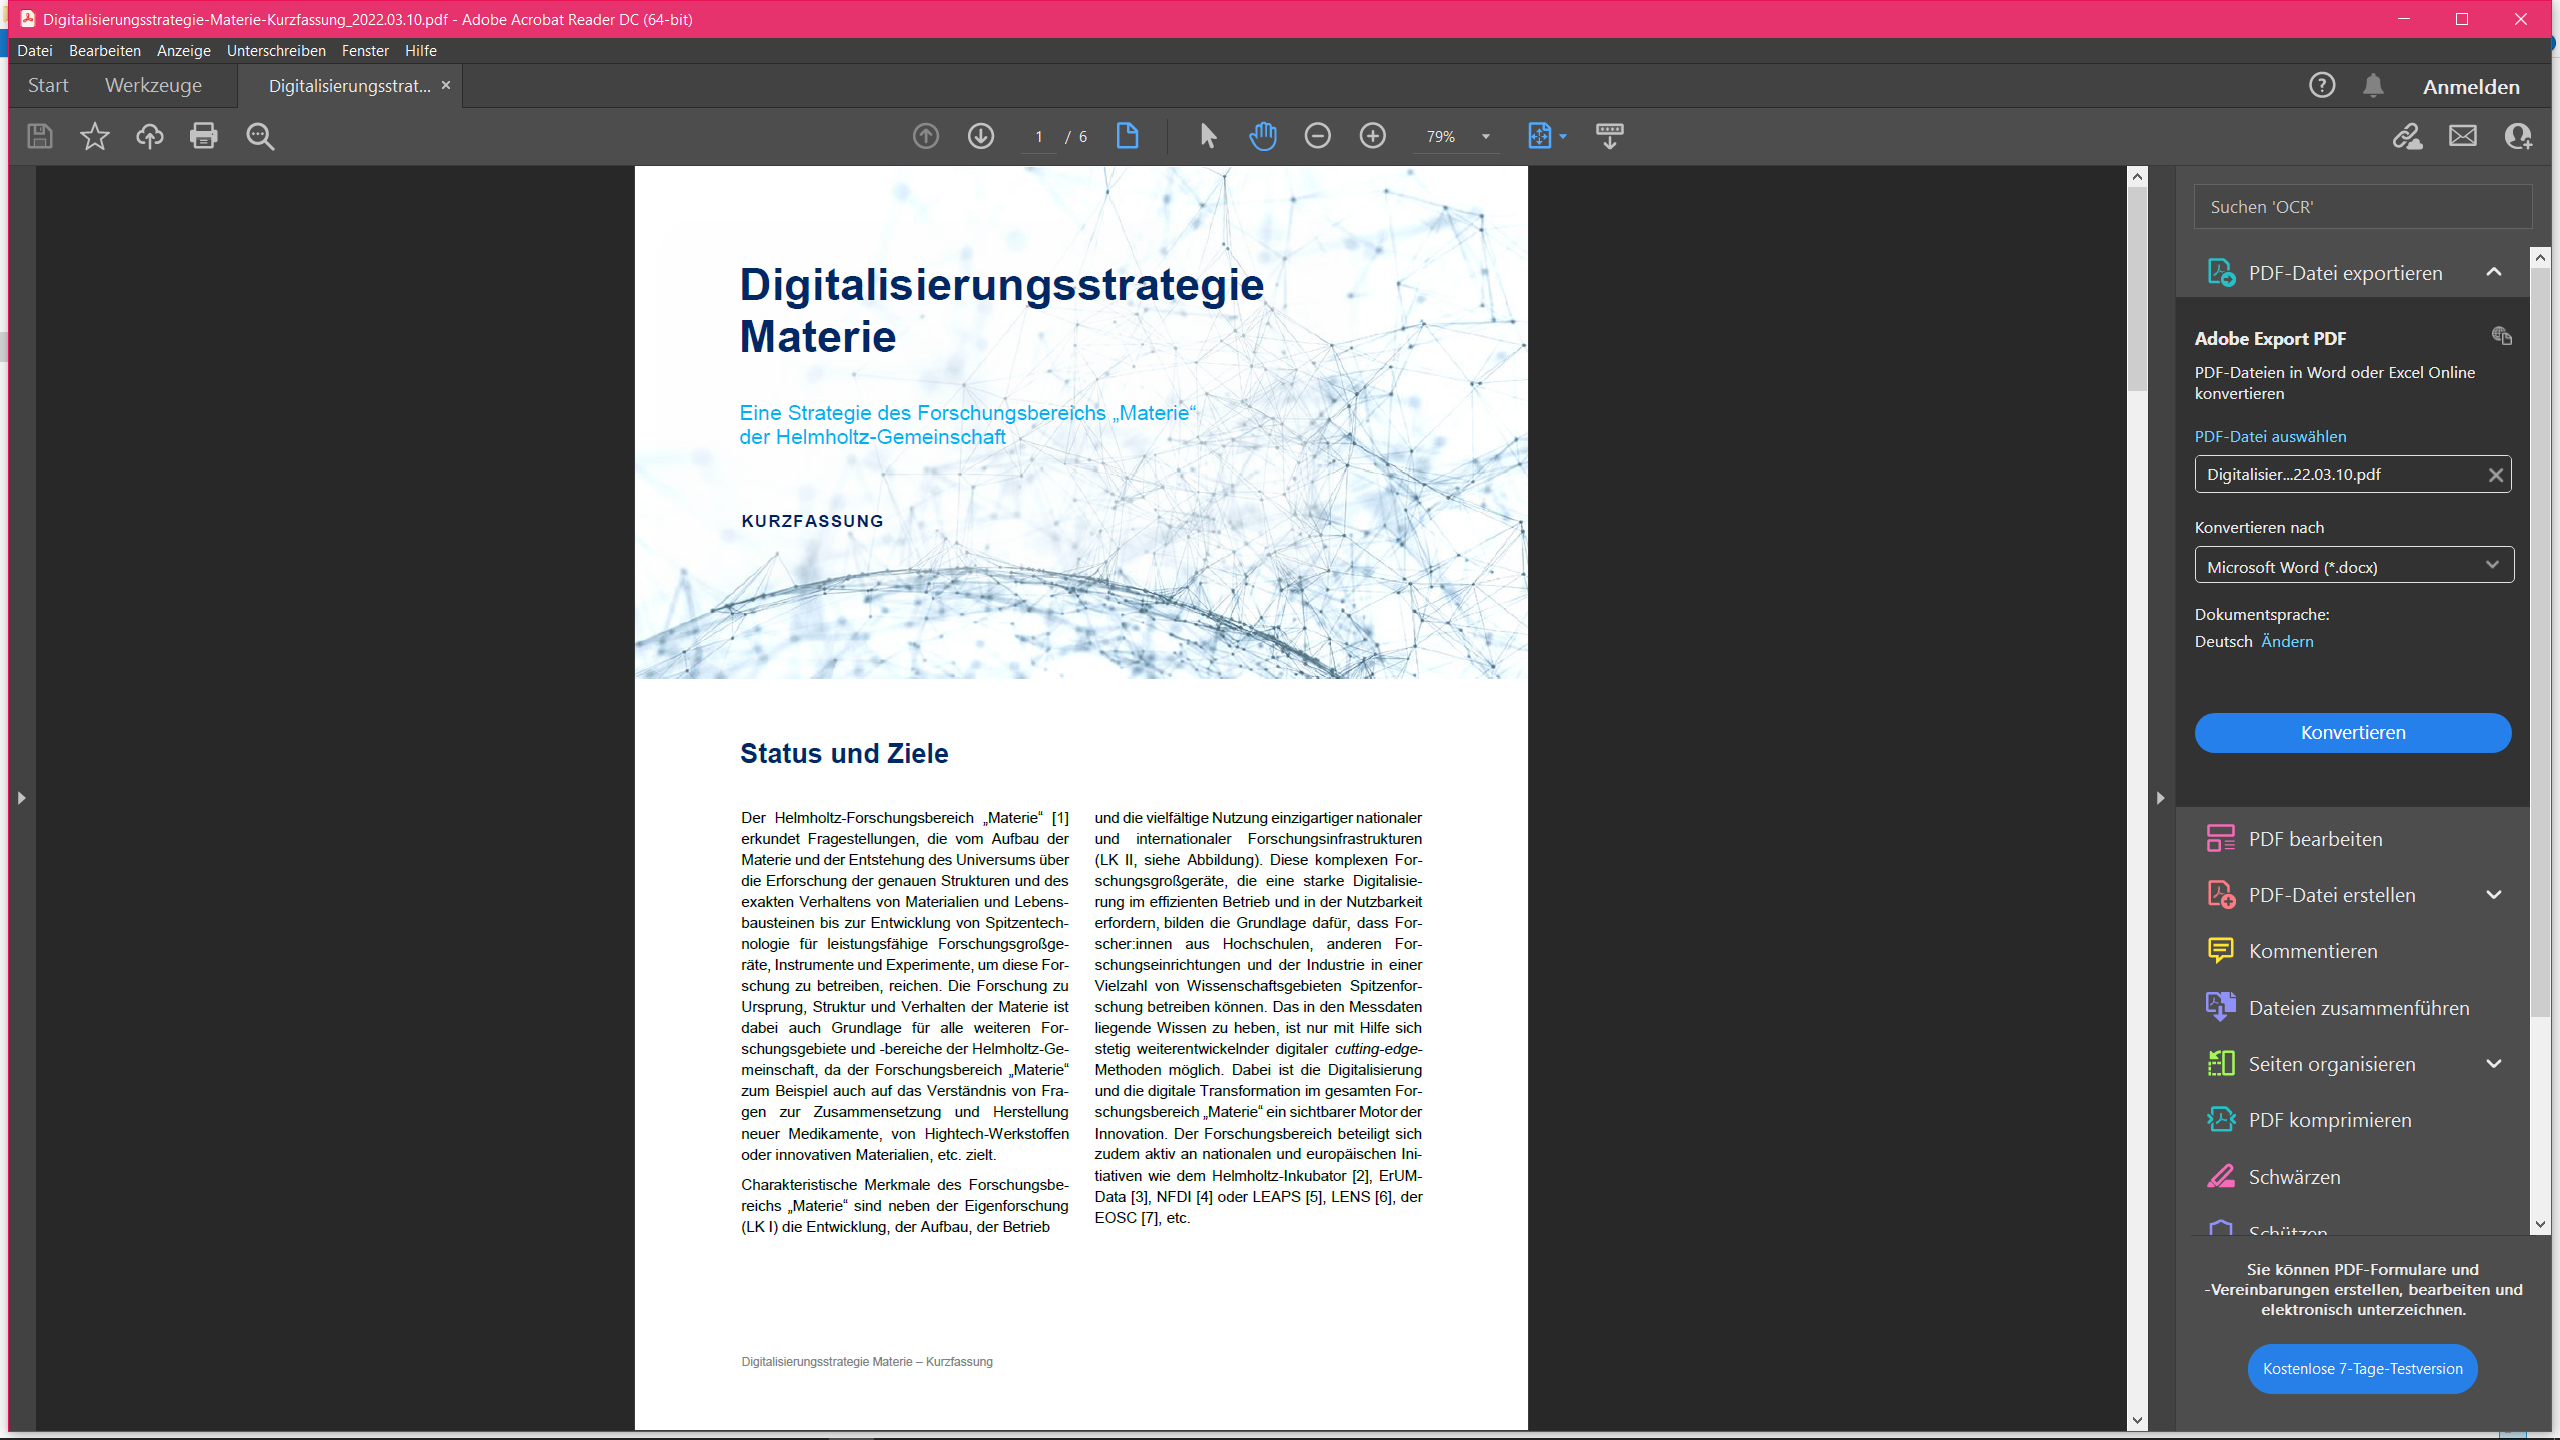 Digitalisierungsstrategie-Materie-Kurzfassung_2022.03.10.pdf - Adobe Acrobat Reader DC (64-bit)
Datei Bearbeiten Anzeige Unterschreiben Fenster Hilfe
Start Werkzeuge Digitalisierungsstrat... × Anmelden
1 / 6 79%
Digitalisierungsstrategie
Materie
Eine Strategie des Forschungsbereichs „Materie“
der Helmholtz-Gemeinschaft
KURZFASSUNG
Status und Ziele
Der Helmholtz-Forschungsbereich „Materie“ [1]
erkundet Fragestellungen, die vom Aufbau der
Materie und der Entstehung des Universums über
die Erforschung der genauen Strukturen und des
exakten Verhaltens von Materialien und Lebens-
bausteinen bis zur Entwicklung von Spitzentech-
nologie für leistungsfähige Forschungsgroßge-
räte, Instrumente und Experimente, um diese For-
schung zu betreiben, reichen. Die Forschung zu
Ursprung, Struktur und Verhalten der Materie ist
dabei auch Grundlage für alle weiteren For-
schungsgebiete und -bereiche der Helmholtz-Ge-
meinschaft, da der Forschungsbereich „Materie“
zum Beispiel auch auf das Verständnis von Fra-
gen zur Zusammensetzung und Herstellung
neuer Medikamente, von Hightech-Werkstoffen
oder innovativen Materialien, etc. zielt.
Charakteristische Merkmale des Forschungsbe-
reichs „Materie“ sind neben der Eigenforschung
(LK I) die Entwicklung, der Aufbau, der Betrieb
und die vielfältige Nutzung einzigartiger nationaler
und internationaler Forschungsinfrastrukturen
(LK II, siehe Abbildung). Diese komplexen For-
schungsgroßgeräte, die eine starke Digitalisie-
rung im effizienten Betrieb und in der Nutzbarkeit
erfordern, bilden die Grundlage dafür, dass For-
scher:innen aus Hochschulen, anderen For-
schungseinrichtungen und der Industrie in einer
Vielzahl von Wissenschaftsgebieten Spitzenfor-
schung betreiben können. Das in den Messdaten
liegende Wissen zu heben, ist nur mit Hilfe sich
stetig weiterentwickelnder digitaler cutting-edge-
Methoden möglich. Dabei ist die Digitalisierung
und die digitale Transformation im gesamten For-
schungsbereich „Materie“ ein sichtbarer Motor der
Innovation. Der Forschungsbereich beteiligt sich
zudem aktiv an nationalen und europäischen Ini-
tiativen wie dem Helmholtz-Inkubator [2], ErUM-
Data [3], NFDI [4] oder LEAPS [5], LENS [6], der
EOSC [7], etc.
Digitalisierungsstrategie Materie – Kurzfassung
Suchen 'OCR'
PDF-Datei exportieren
Adobe Export PDF
PDF-Dateien in Word oder Excel Online
konvertieren
PDF-Datei auswählen
Digitalisier...22.03.10.pdf
Konvertieren nach
Microsoft Word (*.docx)
Dokumentsprache:
Deutsch Ändern
Konvertieren
PDF bearbeiten
PDF-Datei erstellen
Kommentieren
Dateien zusammenführen
Seiten organisieren
PDF komprimieren
Schwärzen
Schützen
Sie können PDF-Formulare und
-Vereinbarungen erstellen, bearbeiten und
elektronisch unterzeichnen.
Kostenlose 7-Tage-Testversion